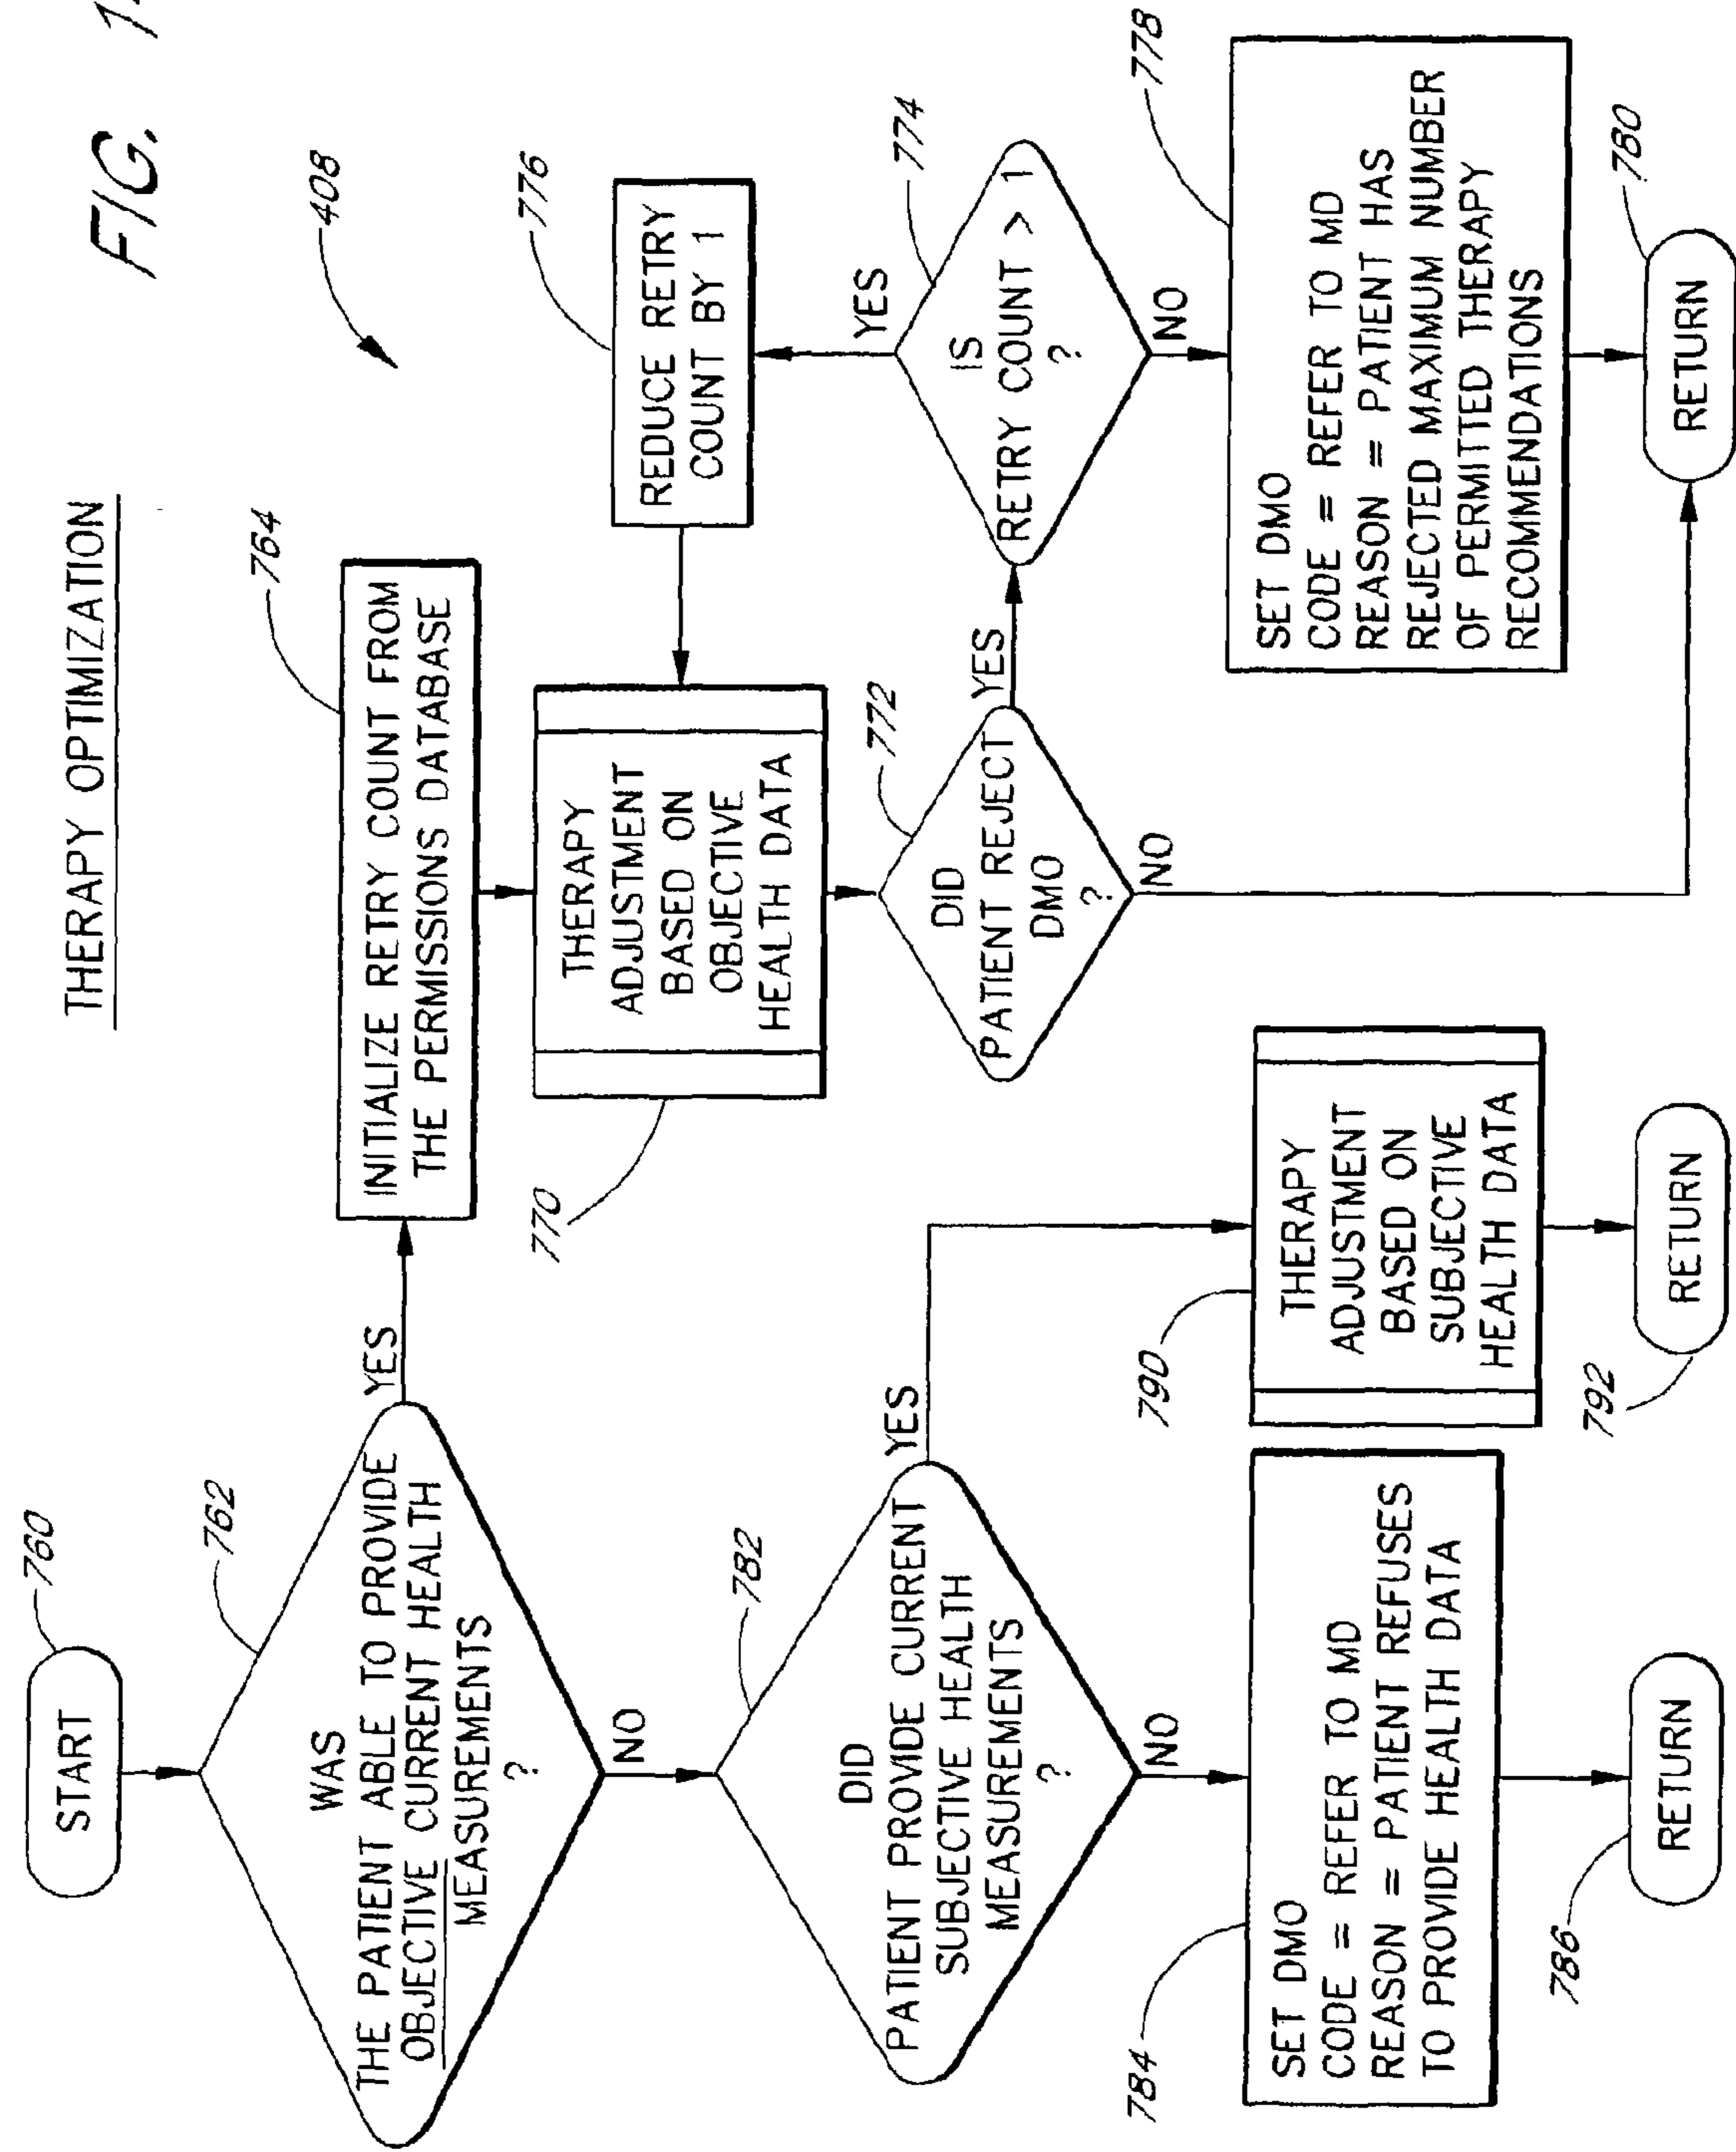 FIG.
THERAPY OPTIMIZATION
408
760
START
762
WAS
THE PATIENT ABLE TO PROVIDE
OBJECTIVE CURRENT HEALTH
MEASUREMENTS
?
YES
NO
764
INITIALIZE RETRY COUNT FROM
THE PERMISSIONS DATABASE
776
REDUCE RETRY
COUNT BY 1
770
THERAPY
ADJUSTMENT
BASED ON
OBJECTIVE
HEALTH DATA
YES
774
IS
RETRY COUNT > 1
?
NO
772
DID
PATIENT REJECT
DMO
?
YES
NO
782
DID
PATIENT PROVIDE CURRENT
SUBJECTIVE HEALTH
MEASUREMENTS
?
YES
NO
778
SET DMO
CODE = REFER TO MD
REASON = PATIENT HAS
REJECTED MAXIMUM NUMBER
OF PERMITTED THERAPY
RECOMMENDATIONS
790
THERAPY
ADJUSTMENT
BASED ON
SUBJECTIVE
HEALTH DATA
784
SET DMO
CODE = REFER TO MD
REASON = PATIENT REFUSES
TO PROVIDE HEALTH DATA
786
RETURN
792
RETURN
780
RETURN